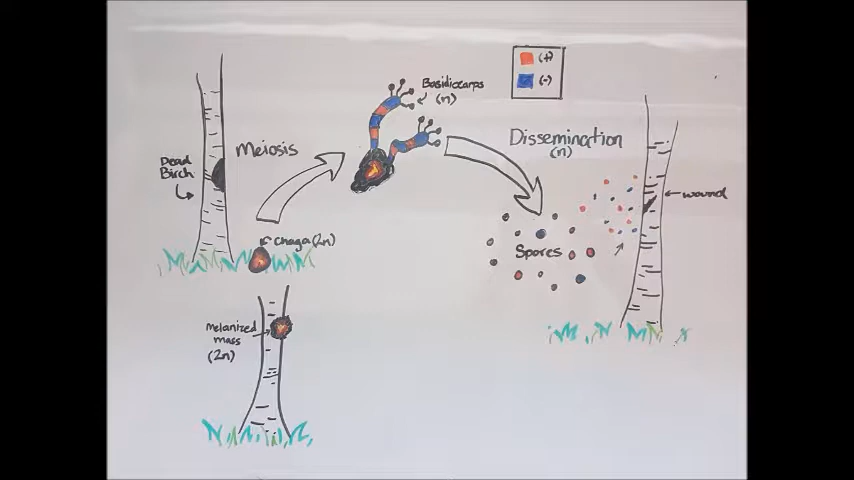 (+)
(-)
Basidiocarps
(n)
Meiosis
Dissemination
(n)
Dead
Birch
wound
Chaga (2n)
Spores
Melanized
mass
(2n)